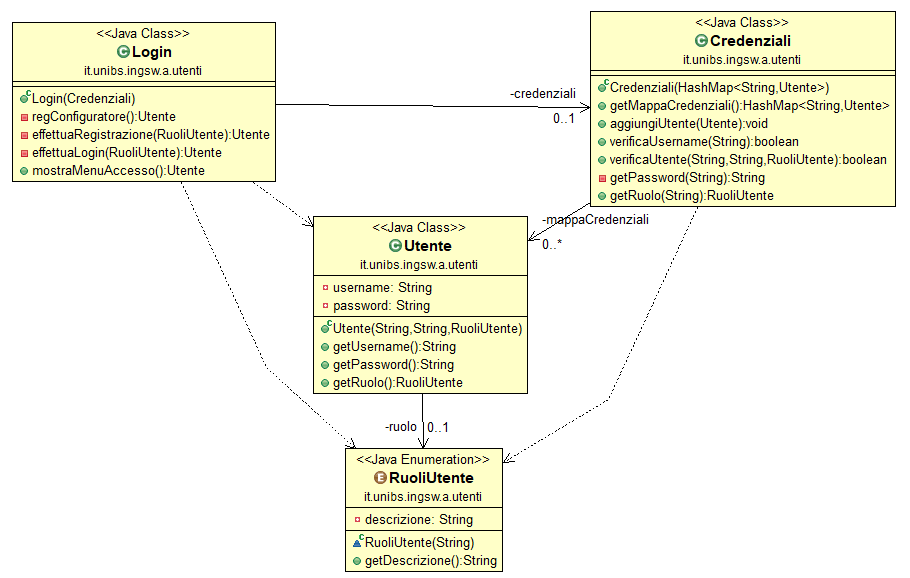 <<Java Class>>
Login
it.unibs.ingsw.a.utenti
Login(Credenziali)
regConfiguratore():Utente
effettuaRegistrazione(RuoliUtente):Utente
effettuaLogin(RuoliUtente):Utente
mostraMenuAccesso():Utente
-credenziali
0..1
<<Java Class>>
Credenziali
it.unibs.ingsw.a.utenti
Credenziali(HashMap<String,Utente>)
getMappaCredenziali():HashMap<String,Utente>
aggiungiUtente(Utente):void
verificaUsername(String):boolean
verificaUtente(String,String,RuoliUtente):boolean
getPassword(String):String
getRuolo(String):RuoliUtente
-mappaCredenziali
0..*
<<Java Class>>
Utente
it.unibs.ingsw.a.utenti
username: String
password: String
Utente(String,String,RuoliUtente)
getUsername():String
getPassword():String
getRuolo():RuoliUtente
-ruolo
0..1
<<Java Enumeration>>
RuoliUtente
it.unibs.ingsw.a.utenti
descrizione: String
RuoliUtente(String)
getDescrizione():String